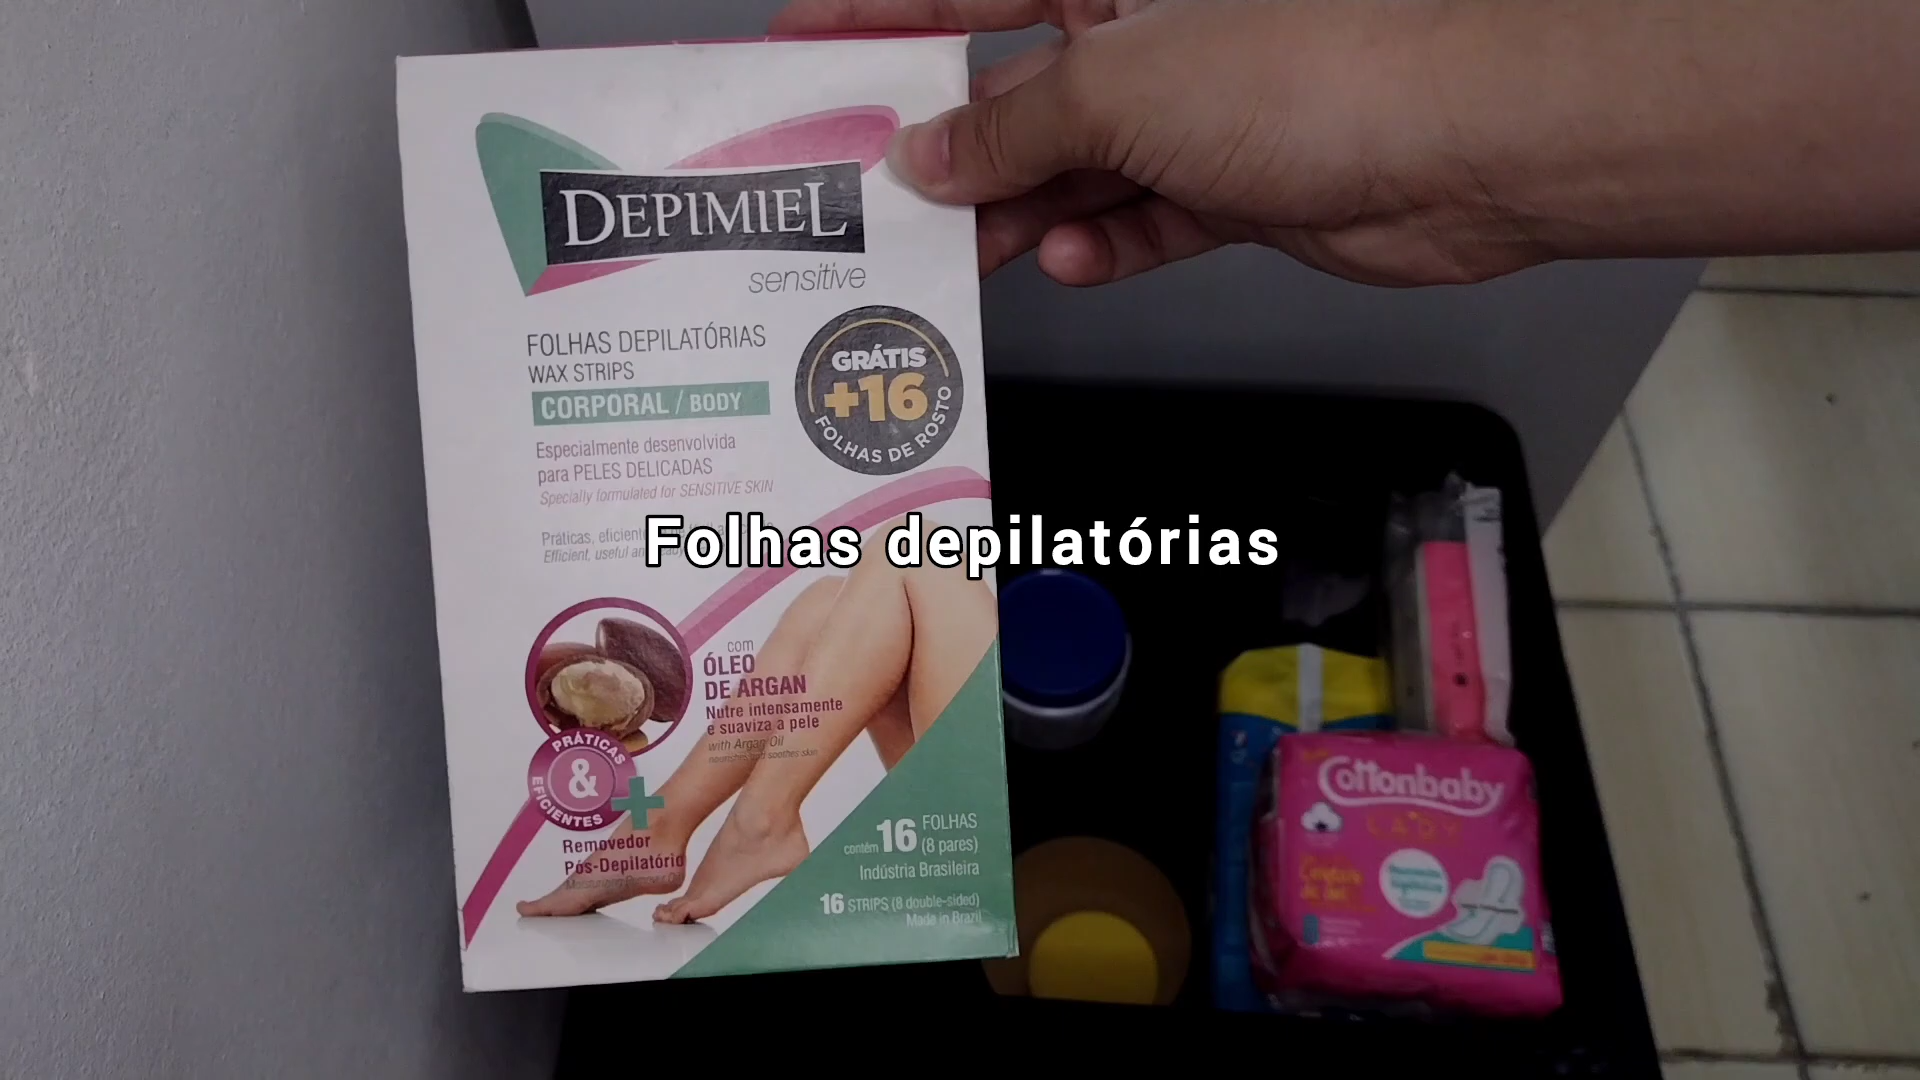 DEPIMIEL
sensitive
FOLHAS DEPILATÓRIAS
WAX STRIPS
CORPORAL / BODY
GRÁTIS
+16
FOLHAS DE ROSTO
Especialmente desenvolvida
para PELES DELICADAS
Specially formulated for SENSITIVE SKIN
Práticas,
Efficient, useful
Folhas depilatórias
com
ÓLEO
DE ARGAN
Nutre intensamente
e suaviza a pele
with Argan Oil
soothes skin
PRÁTICAS
&
EFICIENTES
+
Removedor
Pós-Depilatório
contém 16 FOLHAS
(8 pares)
Indústria Brasileira
16 STRIPS (8 double-sided)
Made in Brazil
Cottonbaby
LADY